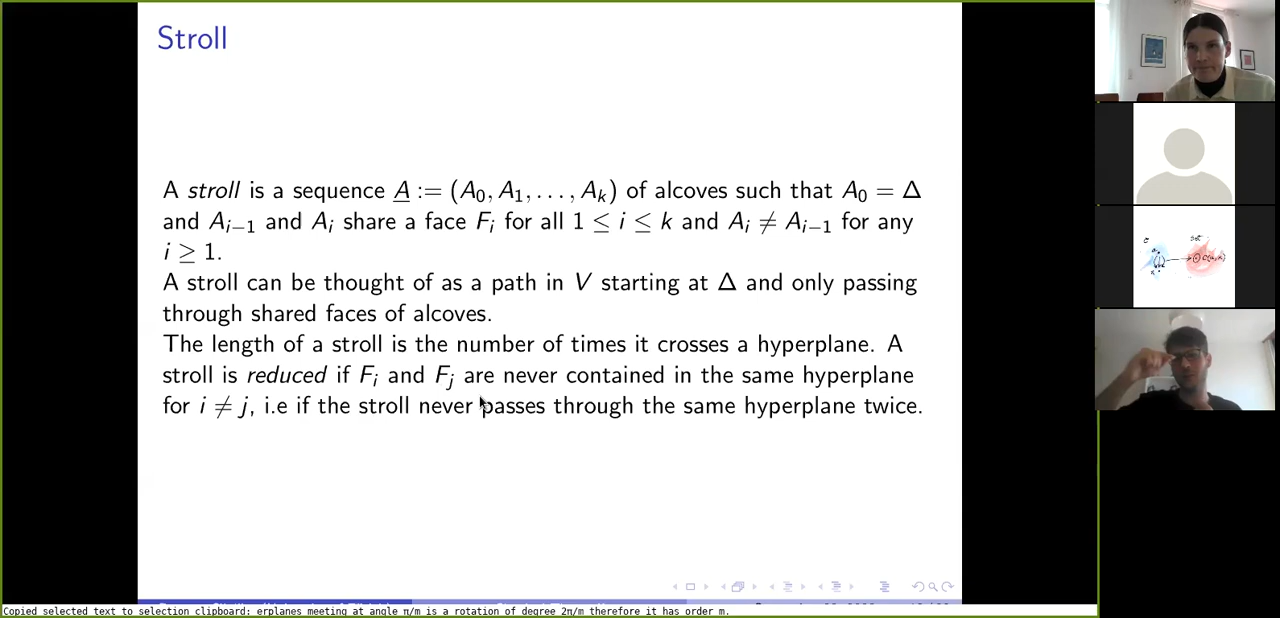 Stroll
A stroll is a sequence A := (A₀, A₁, . . . , Aₖ) of alcoves such that A₀ = Δ
and Aᵢ₋₁ and Aᵢ share a face Fᵢ for all 1 ≤ i ≤ k and Aᵢ ≠ Aᵢ₋₁ for any
i ≥ 1.
A stroll can be thought of as a path in V starting at Δ and only passing
through shared faces of alcoves.
The length of a stroll is the number of times it crosses a hyperplane. A
stroll is reduced if Fᵢ and Fⱼ are never contained in the same hyperplane
for i ≠ j, i.e if the stroll never passes through the same hyperplane twice.
Copied selected text to selection clipboard: erplanes meeting at angle π/m is a rotation of degree 2π/m therefore it has order m.